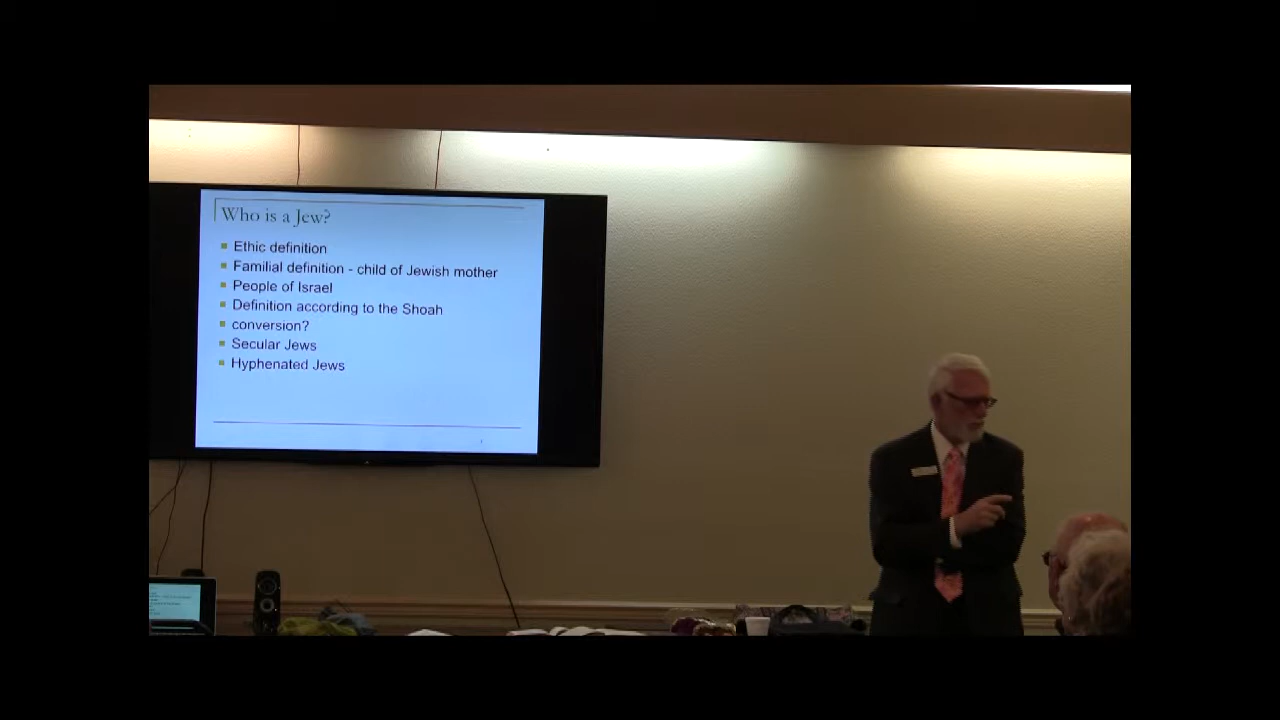 Who is a Jew?
Ethic definition
Familial definition - child of Jewish mother
People of Israel
Definition according to the Shoah
conversion?
Secular Jews
Hyphenated Jews